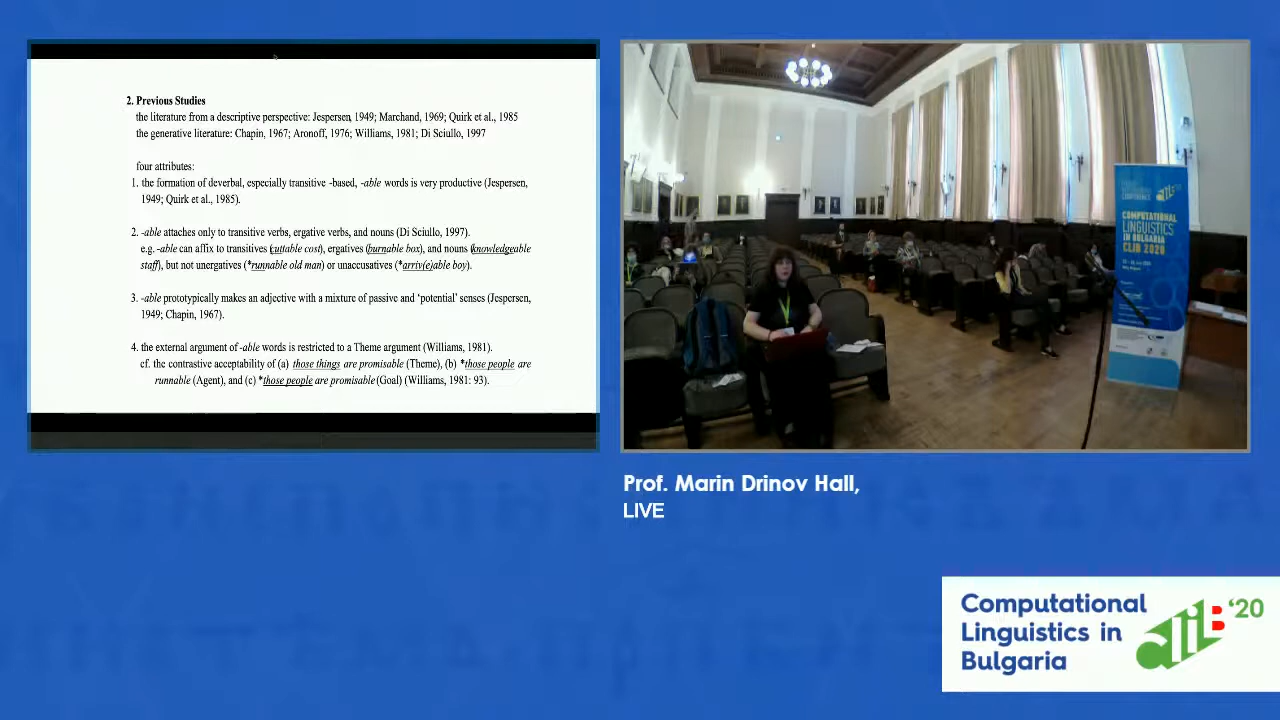 2. Previous Studies
the literature from a descriptive perspective: Jespersen, 1949; Marchand, 1969; Quirk et al., 1985
the generative literature: Chapin, 1967; Aronoff, 1976; Williams, 1981; Di Sciullo, 1997
four attributes:
1. the formation of deverbal, especially transitive -based, -able words is very productive (Jespersen,
1949; Quirk et al., 1985).
2. -able attaches only to transitive verbs, ergative verbs, and nouns (Di Sciullo, 1997).
e.g. -able can affix to transitives (cuttable cost), ergatives (burnable box), and nouns (knowledgeable
staff), but not unergatives (*runnable old man) or unaccusatives (*arriv(e)able boy).
3. -able prototypically makes an adjective with a mixture of passive and ‘potential’ senses (Jespersen,
1949; Chapin, 1967).
4. the external argument of -able words is restricted to a Theme argument (Williams, 1981).
cf. the contrastive acceptability of (a) those things are promisable (Theme), (b) *those people are
runnable (Agent), and (c) *those people are promisable (Goal) (Williams, 1981: 93).
COMPUTATIONAL
LINGUISTICS
IN BULGARIA
CLIB 2020
Prof. Marin Drinov Hall,
LIVE
Computational
Linguistics in
Bulgaria
CLIB '20